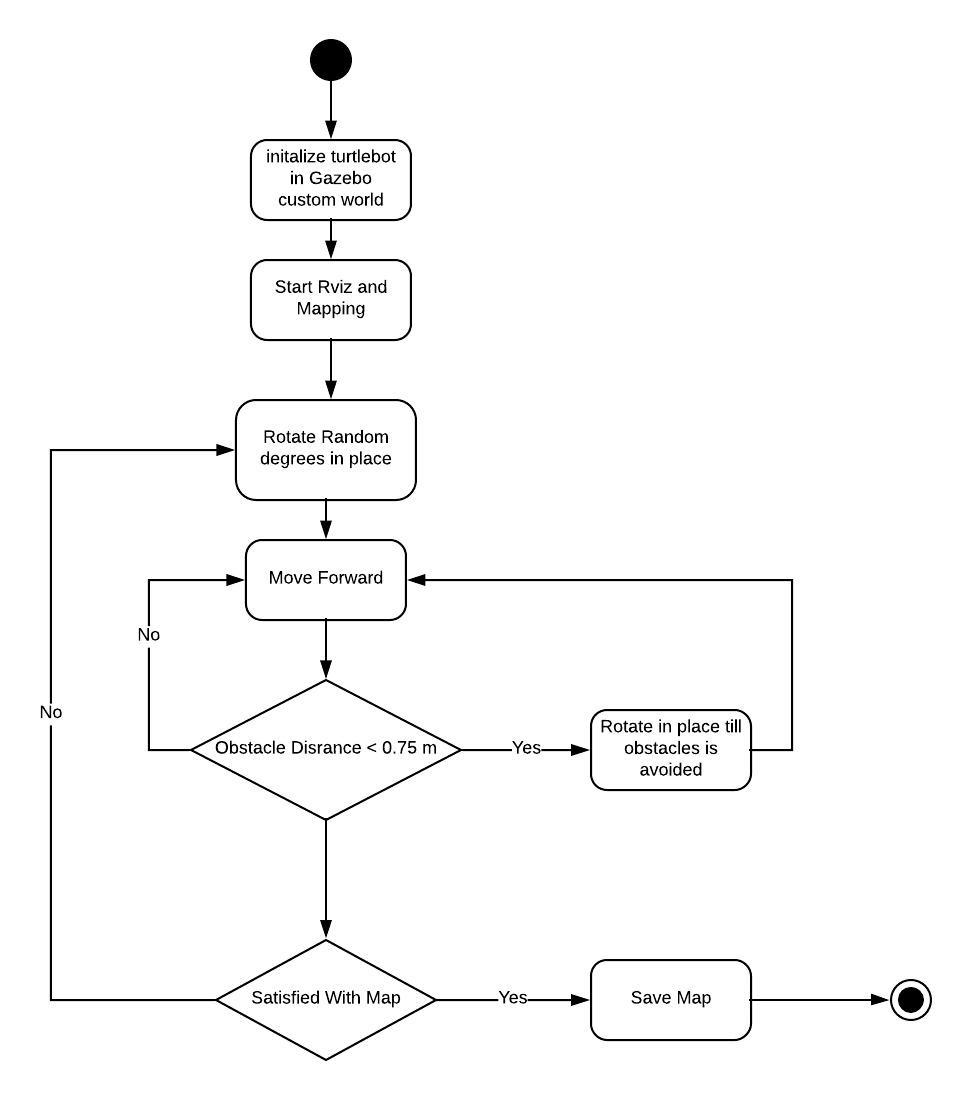 initalize turtlebot
in Gazebo
custom world
Start Rviz and
Mapping
Rotate Random
degrees in place
Move Forward
No
No
Obstacle Disrance < 0.75 m
Yes
Rotate in place till
obstacles is
avoided
Satisfied With Map
Yes
Save Map